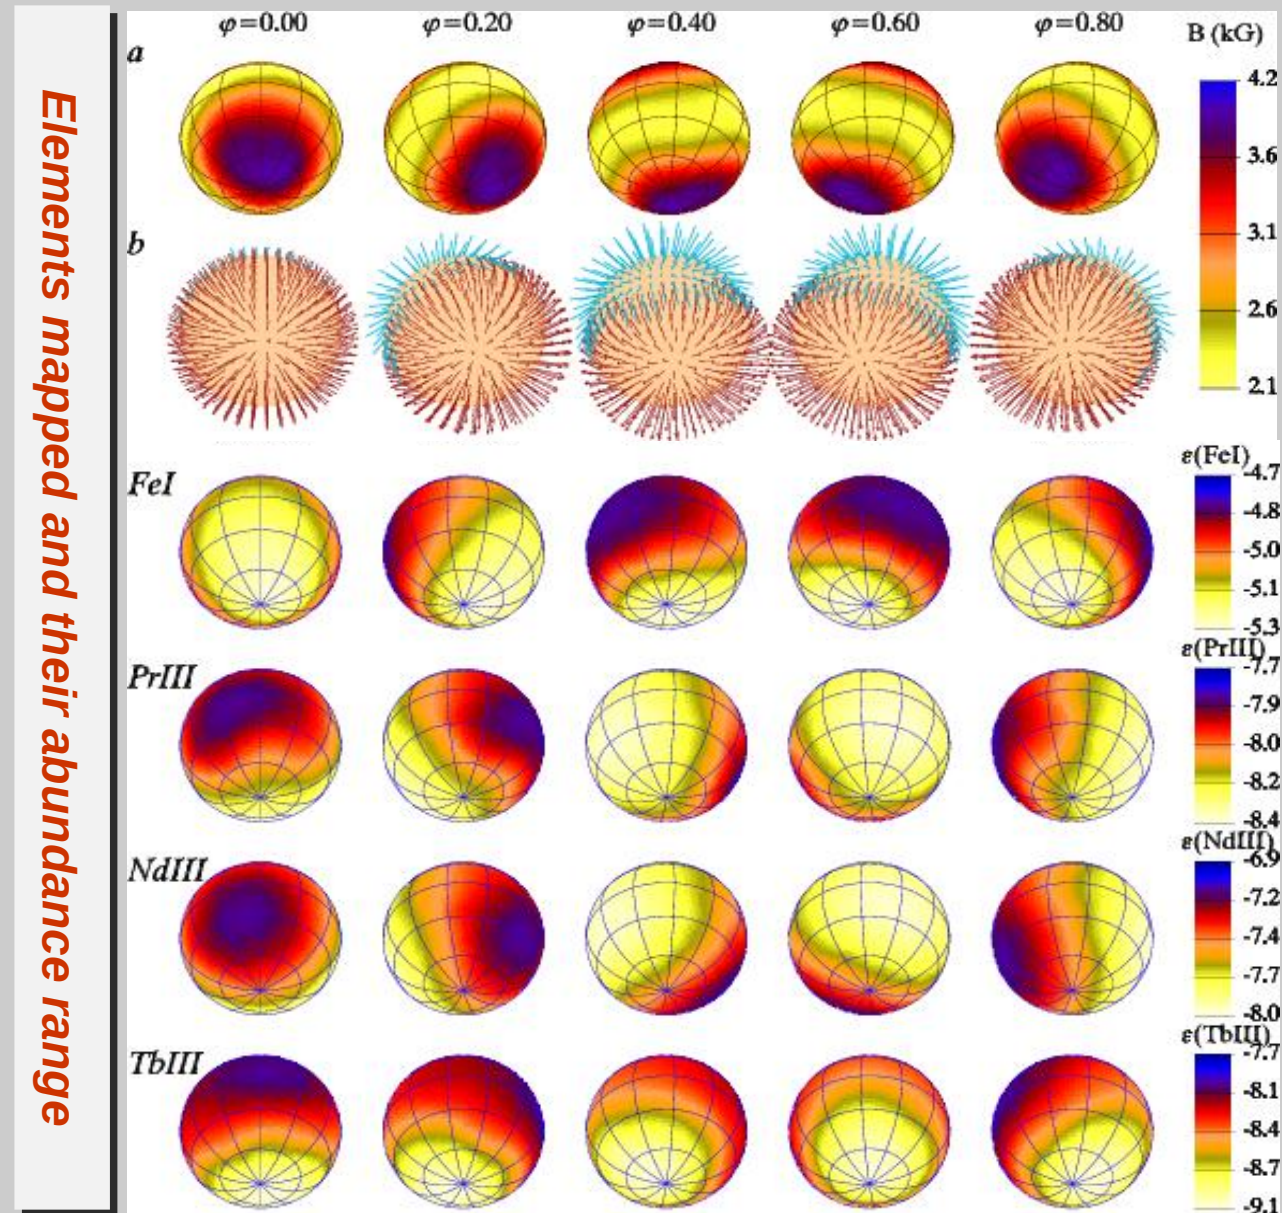 Elements mapped and their abundance range
φ=0.00 φ=0.20 φ=0.40 φ=0.60 φ=0.80 B (kG)
a
4.2
3.6
3.1
2.6
2.1
b
FeI
ε(FeI)
-4.7
-4.8
-5.0
-5.1
-5.3
PrIII
ε(PrIII)
-7.7
-7.9
-8.0
-8.2
-8.4
NdIII
ε(NdIII)
-6.9
-7.2
-7.4
-7.7
-8.0
TbIII
ε(TbIII)
-7.7
-8.1
-8.4
-8.7
-9.1